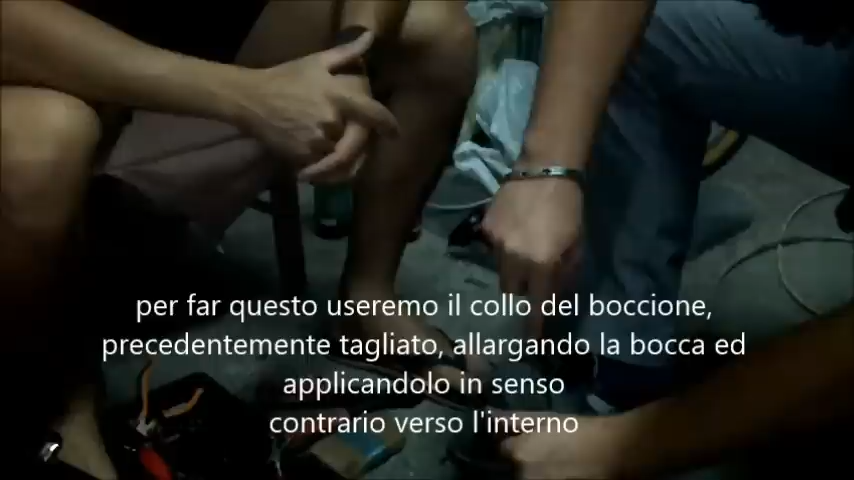 per far questo useremo il collo del boccione,
precedentemente tagliato, allargando la bocca ed
applicandolo in senso
contrario verso l'interno